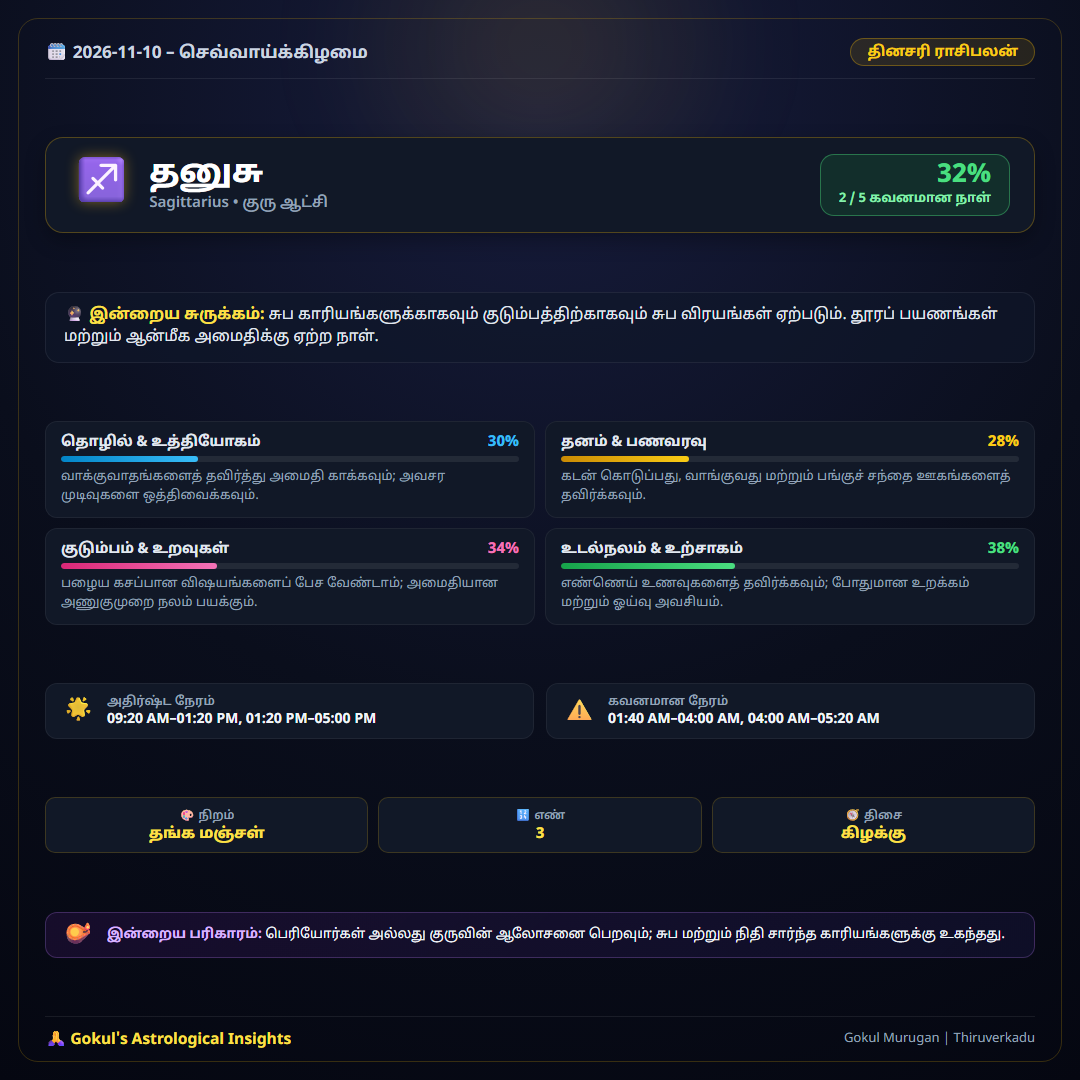 2026-11-10 – செவ்வாய்க்கிழமை
தினசரி ராசிபலன்
தனுசு
Sagittarius • குரு ஆட்சி
32%
2 / 5 கவனமான நாள்
இன்றைய சுருக்கம்: சுப காரியங்களுக்காகவும் குடும்பத்திற்காகவும் சுப விரயங்கள் ஏற்படும். தூரப் பயணங்கள்
மற்றும் ஆன்மீக அமைதிக்கு ஏற்ற நாள்.
தொழில் & உத்தியோகம்
30%
வாக்குவாதங்களைத் தவிர்த்து அமைதி காக்கவும்; அவசர
முடிவுகளை ஒத்திவைக்கவும்.
தனம் & பணவரவு
28%
கடன் கொடுப்பது, வாங்குவது மற்றும் பங்குச் சந்தை ஊகங்களைத்
தவிர்க்கவும்.
குடும்பம் & உறவுகள்
34%
பழைய கசப்பான விஷயங்களைப் பேச வேண்டாம்; அமைதியான
அணுகுமுறை நலம் பயக்கும்.
உடல்நலம் & உற்சாகம்
38%
எண்ணெய் உணவுகளைத் தவிர்க்கவும்; போதுமான உறக்கம்
மற்றும் ஓய்வு அவசியம்.
அதிர்ஷ்ட நேரம்
09:20 AM–01:20 PM, 01:20 PM–05:00 PM
கவனமான நேரம்
01:40 AM–04:00 AM, 04:00 AM–05:20 AM
நிறம்
தங்க மஞ்சள்
எண்
3
திசை
கிழக்கு
இன்றைய பரிகாரம்: பெரியோர்கள் அல்லது குருவின் ஆலோசனை பெறவும்; சுப மற்றும் நிதி சார்ந்த காரியங்களுக்கு உகந்தது.
Gokul's Astrological Insights
Gokul Murugan | Thiruverkadu